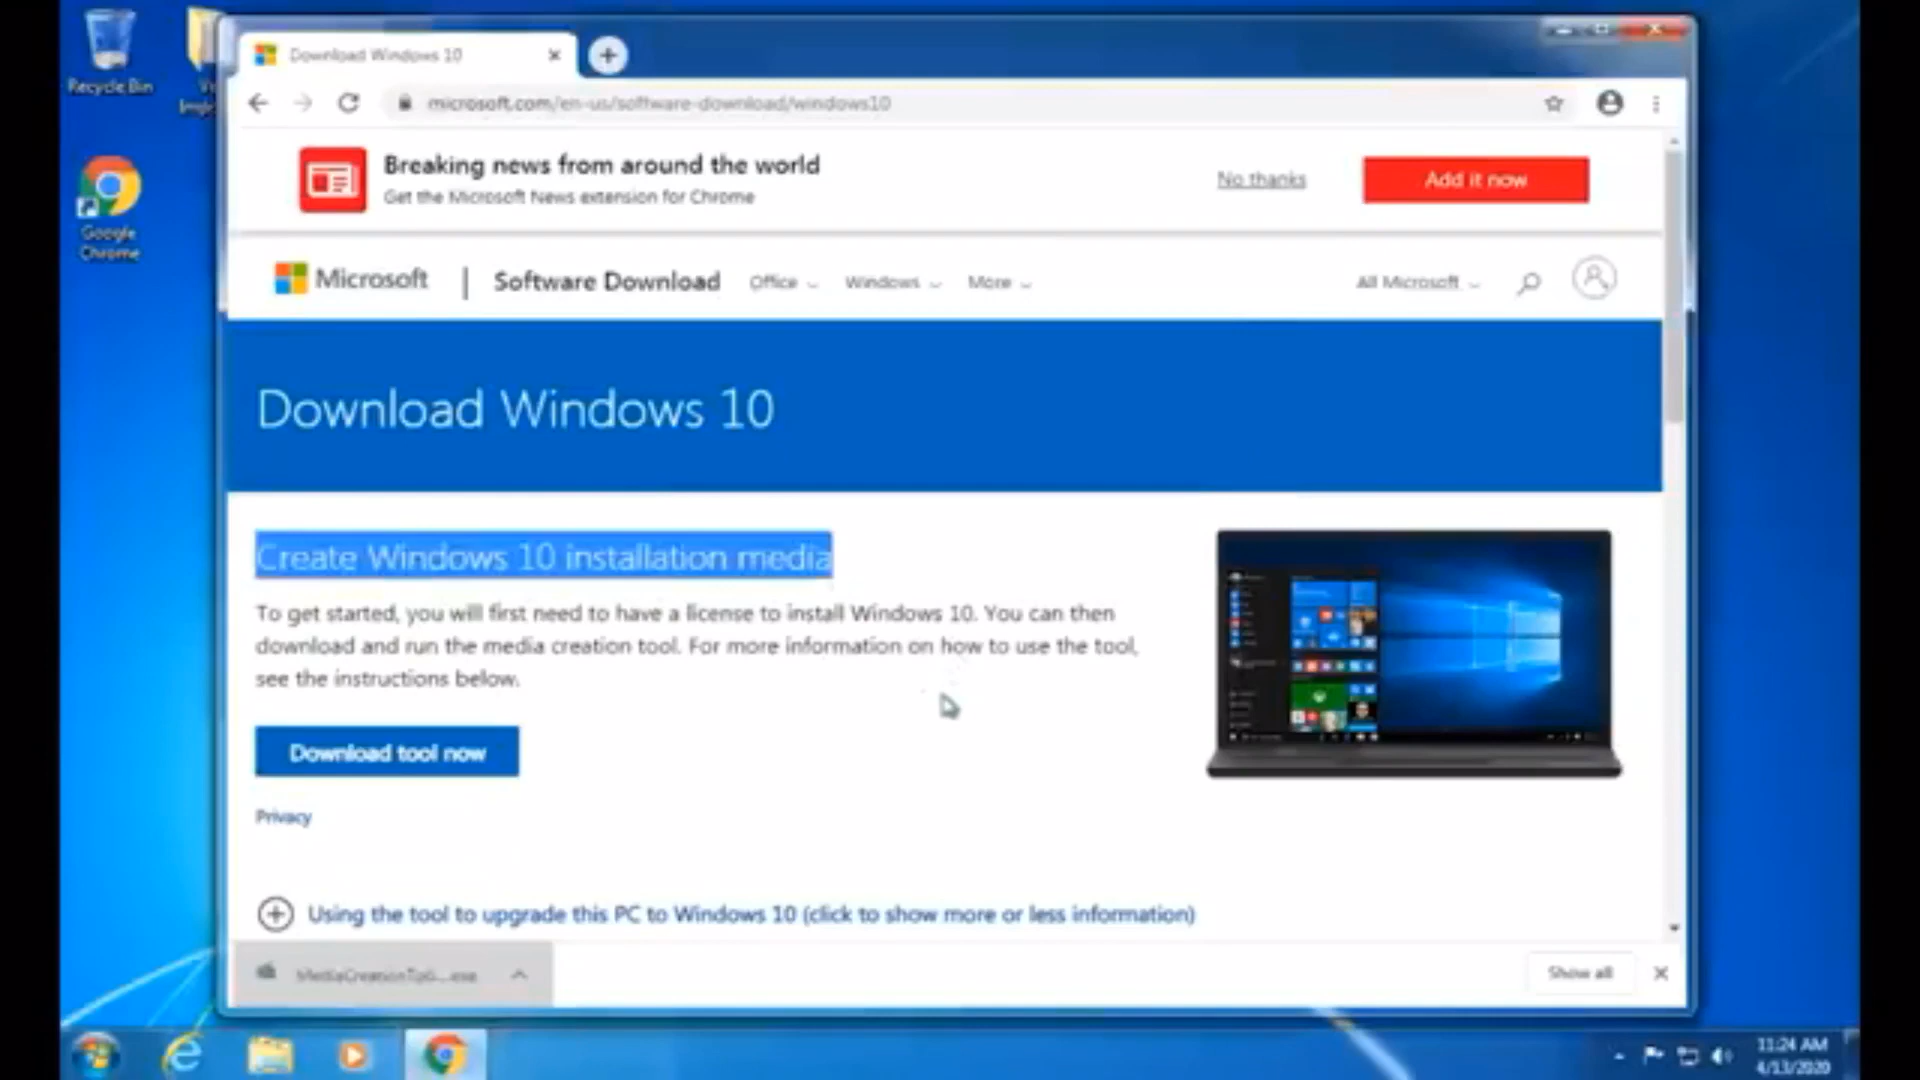 Recycle Bin
Google
Chrome
Download Windows 10
microsoft.com/en-us/software-download/windows10
Breaking news from around the world
Get the Microsoft News extension for Chrome
No thanks
Add it now
Microsoft
Software Download
Office
Windows
More
All Microsoft
Download Windows 10
Create Windows 10 installation media
To get started, you will first need to have a license to install Windows 10. You can then
download and run the media creation tool. For more information on how to use the tool,
see the instructions below.
Download tool now
Privacy
Using the tool to upgrade this PC to Windows 10 (click to show more or less information)
Show all
11:24 AM
4/13/2020